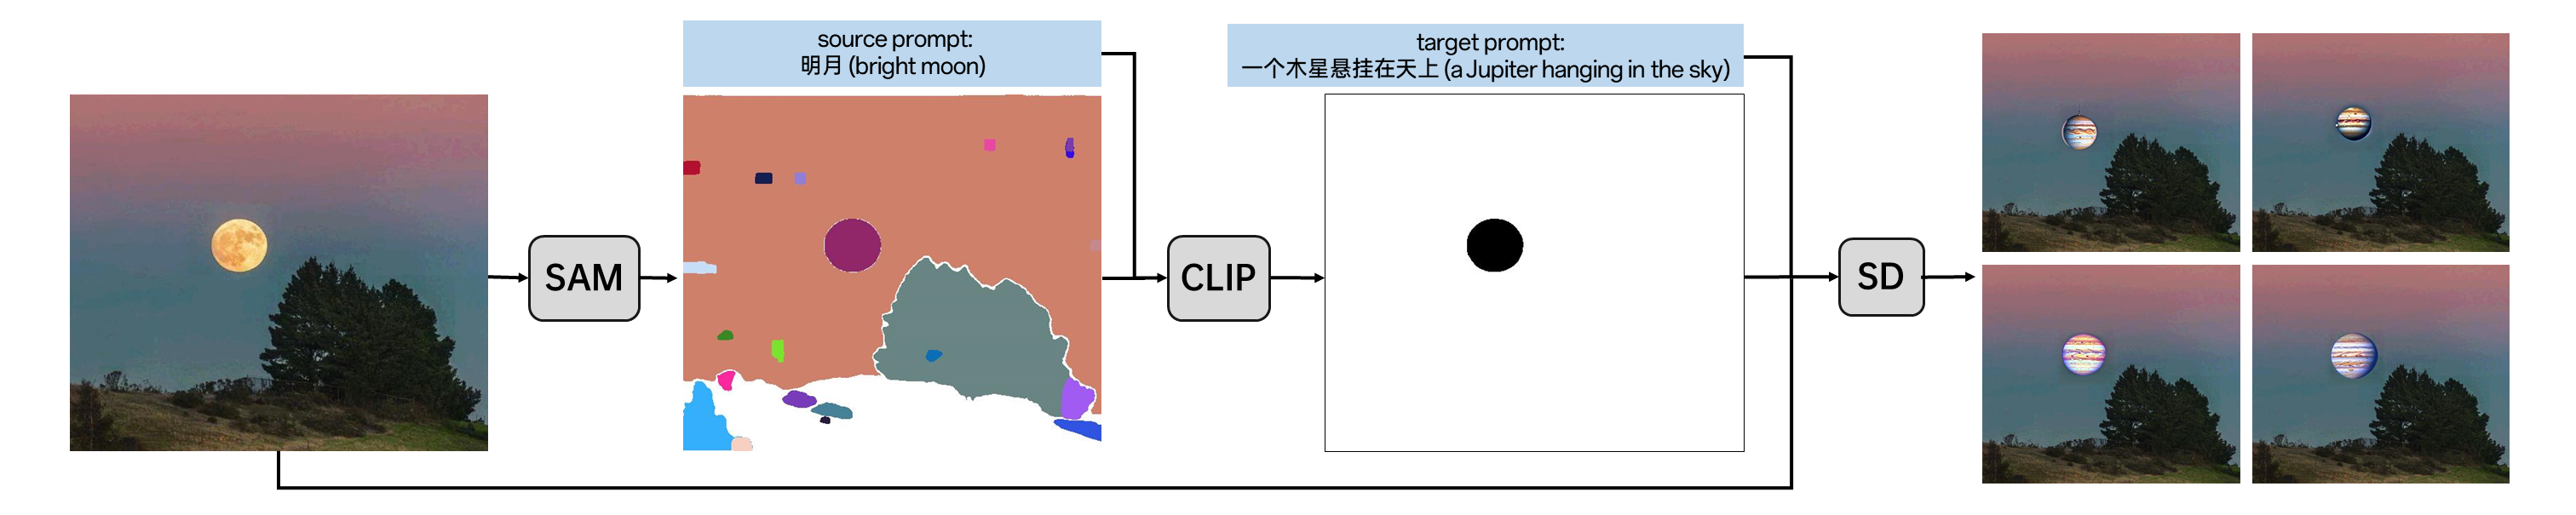 source prompt:
明月 (bright moon)
target prompt:
一个木星悬挂在天上 (a Jupiter hanging in the sky)
SAM
CLIP
SD